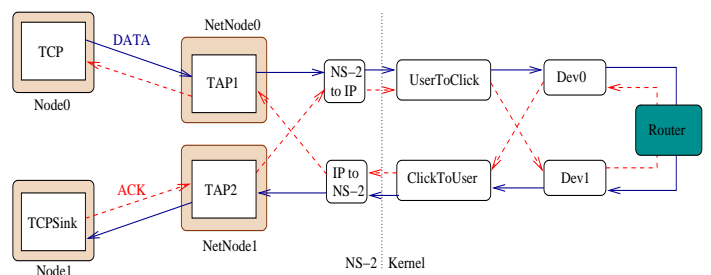 NetNode0
TCP
DATA
TAP1
NS-2
to IP
UserToClick
Dev0
Node0
Router
ACK
TCPSink
TAP2
IP to
NS-2
ClickToUser
Dev1
NetNode1
Node1
NS-2
Kernel